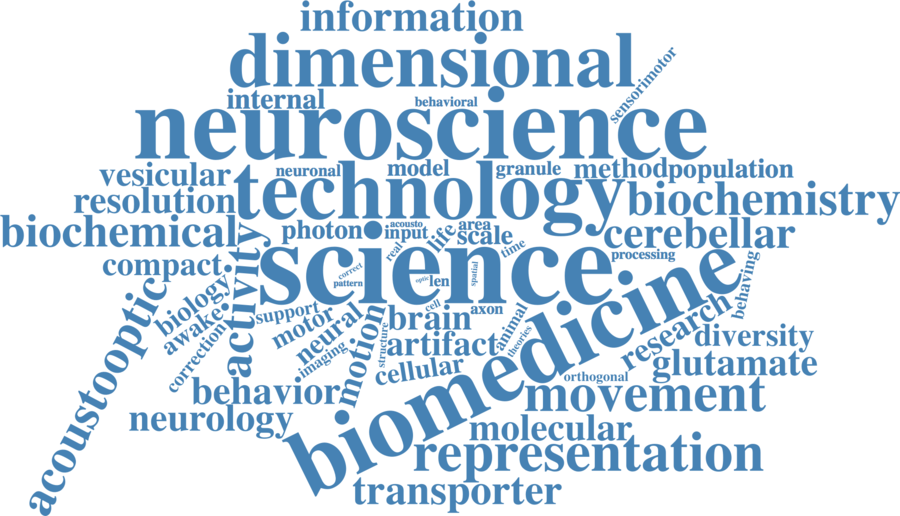 information
dimensional
sensorimotor
internal
behavioral
neuroscience
vesicular
neuronal
model
granule
methodpopulation
resolution
technology
biochemistry
biochemical
photon
acousto
input
area
life
scale
cerebellar
real
time
processing
compact
activity
science
correct
pattern
optic
len
spatial
behaving
acoustooptic
biology
awake
correction
support
motor
neural
imaging
motion
structure
brain
cell
axon
animal
theories
artifact
cellular
biomedicine
research
diversity
glutamate
orthogonal
behavior
movement
neurology
molecular
representation
transporter